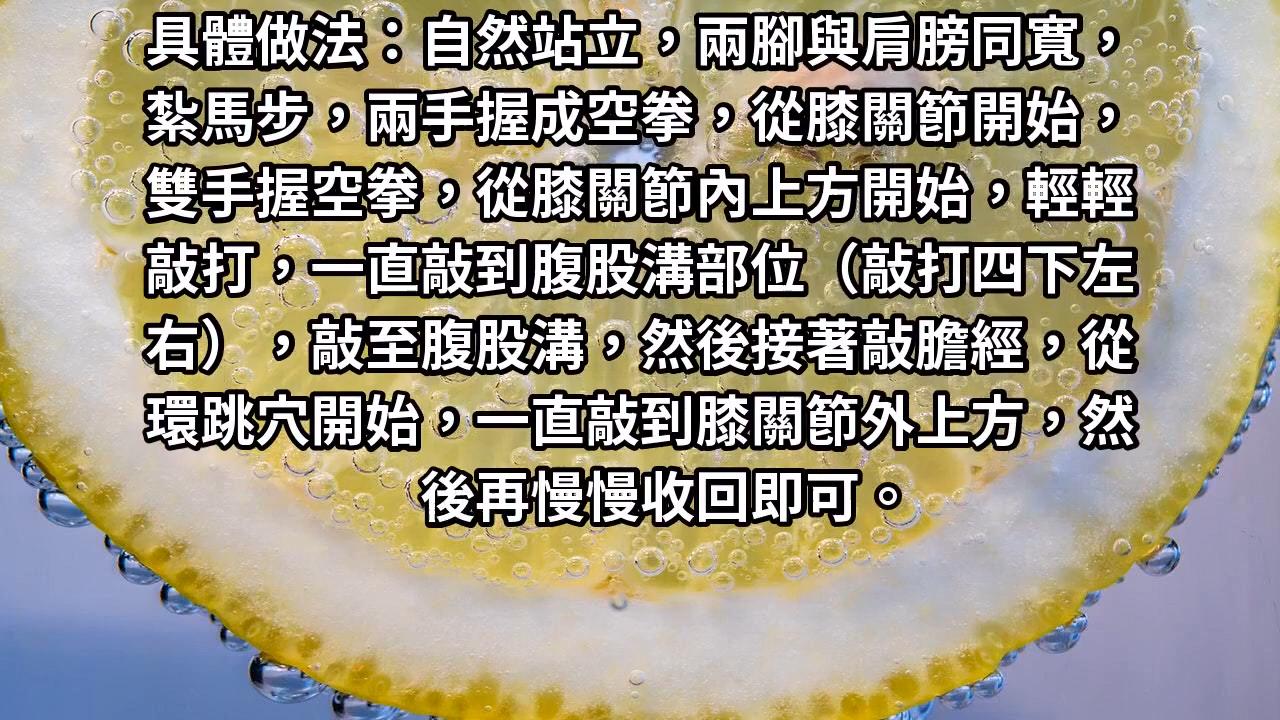 具體做法：自然站立，兩腳與肩膀同寬，
紮馬步，兩手握成空拳，從膝關節開始，
雙手握空拳，從膝關節內上方開始，輕輕
敲打，一直敲到腹股溝部位（敲打四下左
右），敲至腹股溝，然後接著敲膽經，從
環跳穴開始，一直敲到膝關節外上方，然
後再慢慢收回即可。